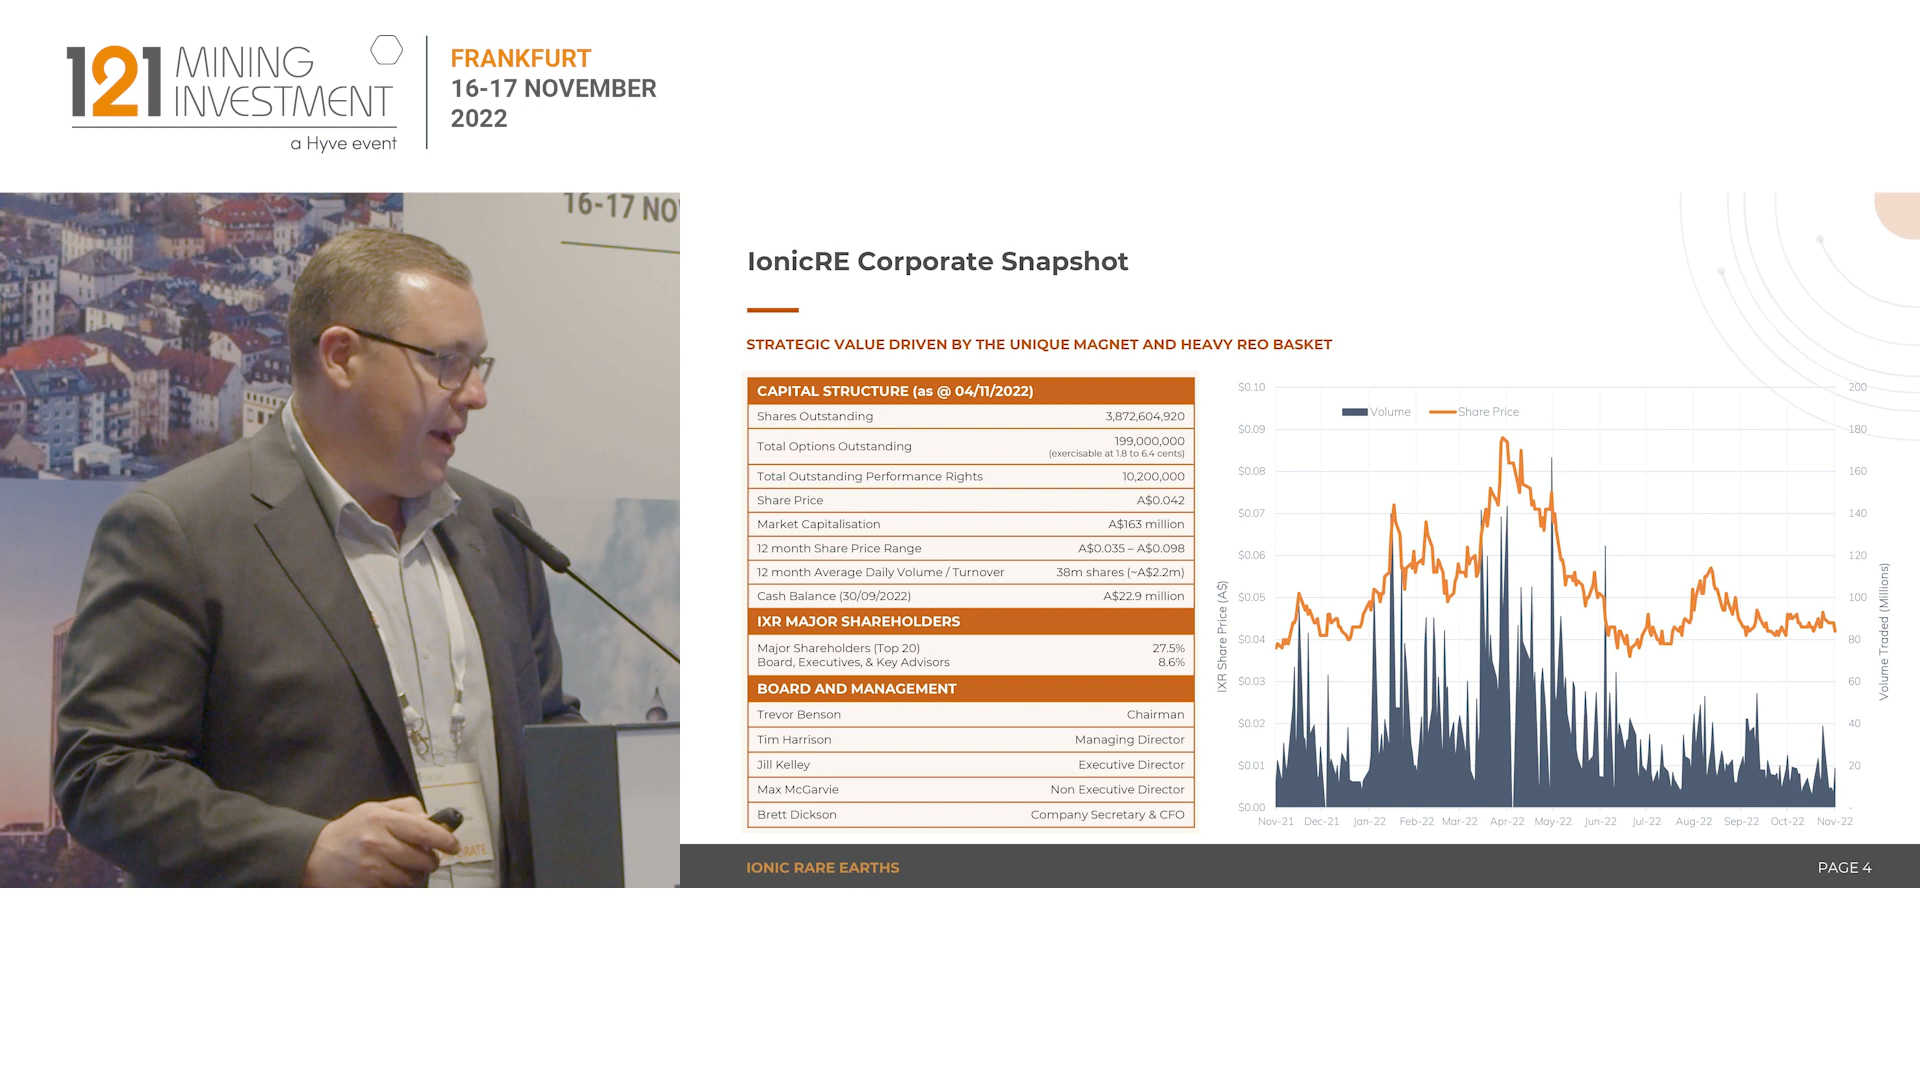 121 MINING
INVESTMENT
a Hyve event
FRANKFURT
16-17 NOVEMBER
2022
16-17 NO
IonicRE Corporate Snapshot
STRATEGIC VALUE DRIVEN BY THE UNIQUE MAGNET AND HEAVY REO BASKET
CAPITAL STRUCTURE (as @ 04/11/2022)
Shares Outstanding 3,872,604,920
Total Options Outstanding 199,000,000
(exercisable at 1.8 to 6.4 cents)
Total Outstanding Performance Rights 10,200,000
Share Price A$0.042
Market Capitalisation A$163 million
12 month Share Price Range A$0.035 – A$0.098
12 month Average Daily Volume / Turnover 38m shares (~A$2.2m)
Cash Balance (30/09/2022) A$22.9 million
IXR MAJOR SHAREHOLDERS
Major Shareholders (Top 20) 27.5%
Board, Executives, & Key Advisors 8.6%
BOARD AND MANAGEMENT
Trevor Benson Chairman
Tim Harrison Managing Director
Jill Kelley Executive Director
Max McGarvie Non Executive Director
Brett Dickson Company Secretary & CFO
Volume Share Price
IXR Share Price (A$)
$0.10
$0.09
$0.08
$0.07
$0.06
$0.05
$0.04
$0.03
$0.02
$0.01
$0.00
200
180
160
140
120
100
80
60
40
20
-
Volume Traded (Millions)
Nov-21 Dec-21 Jan-22 Feb-22 Mar-22 Apr-22 May-22 Jun-22 Jul-22 Aug-22 Sep-22 Oct-22 Nov-22
IONIC RARE EARTHS
PAGE 4